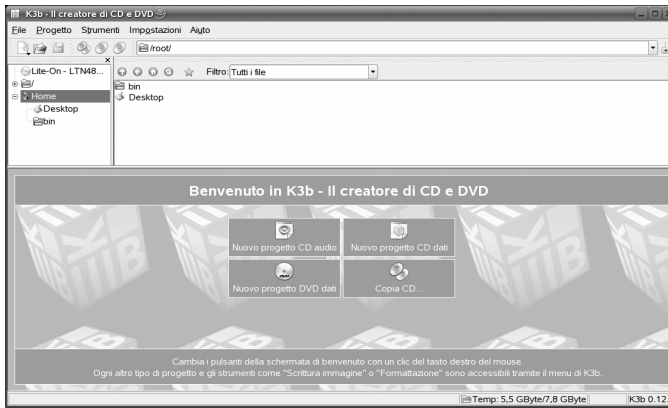 K3b - Il creatore di CD e DVD
File Progetto Strumenti Impostazioni Aiuto
/root/
Lite-On - LTN48...
Filtro: Tutti i file
/
Home
Desktop
bin
bin
Desktop
Benvenuto in K3b - Il creatore di CD e DVD
Nuovo progetto CD audio
Nuovo progetto CD dati
Nuovo progetto DVD dati
Copia CD...
Cambia i pulsanti della schermata di benvenuto con un clic del tasto destro del mouse.
Ogni altro tipo di progetto e gli strumenti come "Scrittura immagine" o "Formattazione" sono accessibili tramite il menu di K3b.
Temp: 5,5 GByte/7,8 GByte
K3b 0.12